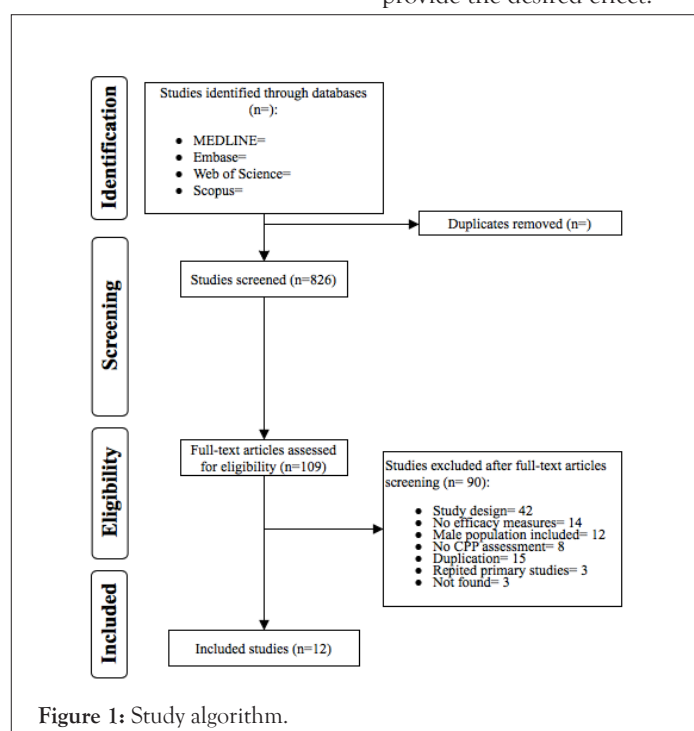 provide the desired effect.
Identification
Studies identified through databases
(n=):
● MEDLINE=
● Embase=
● Web of Science=
● Scopus=
Duplicates removed (n=)
Screening
Studies screened (n=826)
Eligibility
Full-text articles assessed
for eligibility (n=109)
Studies excluded after full-text articles
screening (n= 90):
● Study design= 42
● No efficacy measures= 14
● Male population included= 12
● No CPP assessment= 8
● Duplication= 15
● Repited primary studies= 3
● Not found= 3
Included
Included studies (n=12)
Figure 1: Study algorithm.